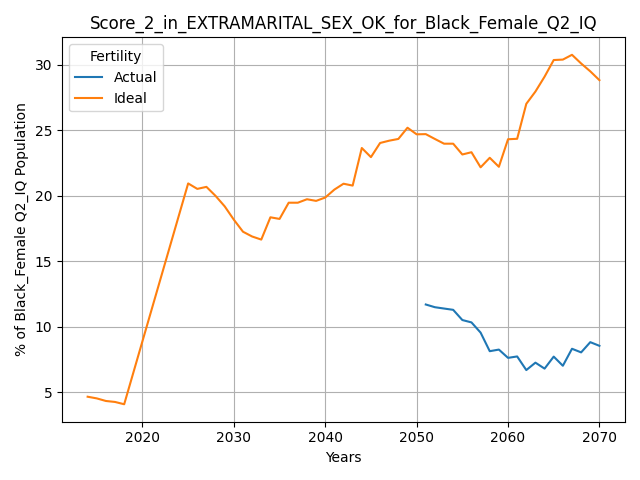 Score_2_in_EXTRAMARITAL_SEX_OK_for_Black_Female_Q2_IQ
Fertility
Actual
Ideal
% of Black_Female Q2_IQ Population
30
25
20
15
10
5
2020 2030 2040 2050 2060 2070
Years